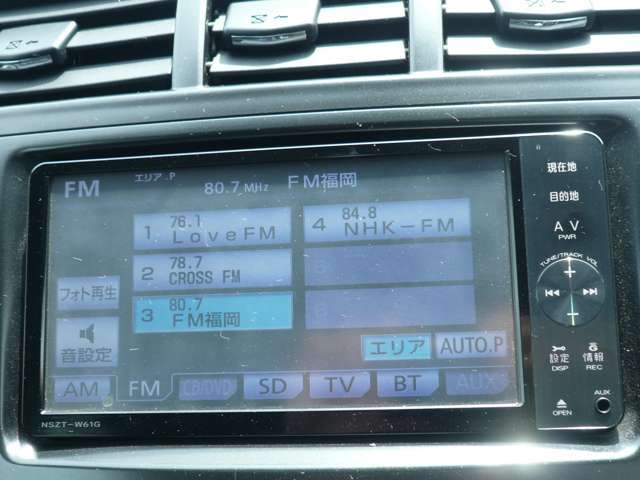 FM
エリア.P
80.7 MHz
FM福岡
1 76.1 LoveFM
4 84.8 NHK-FM
2 78.7 CROSS FM
3 80.7 FM福岡
フォト再生
音設定
エリア
AUTO.P
AM
FM
CD/DVD
SD
TV
BT
AUX
NSZT-W61G
現在地
目的地
AV
PWR
TUNE/TRACK
VOL
設定
DISP
情報
REC
OPEN
AUX